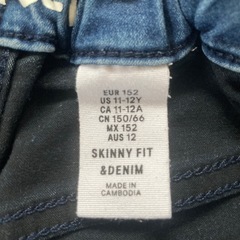 EUR 152
US 11-12Y
CA 11-12A
CN 150/66
MX 152
AUS 12
SKINNY FIT
&DENIM
MADE IN
CAMBODIA